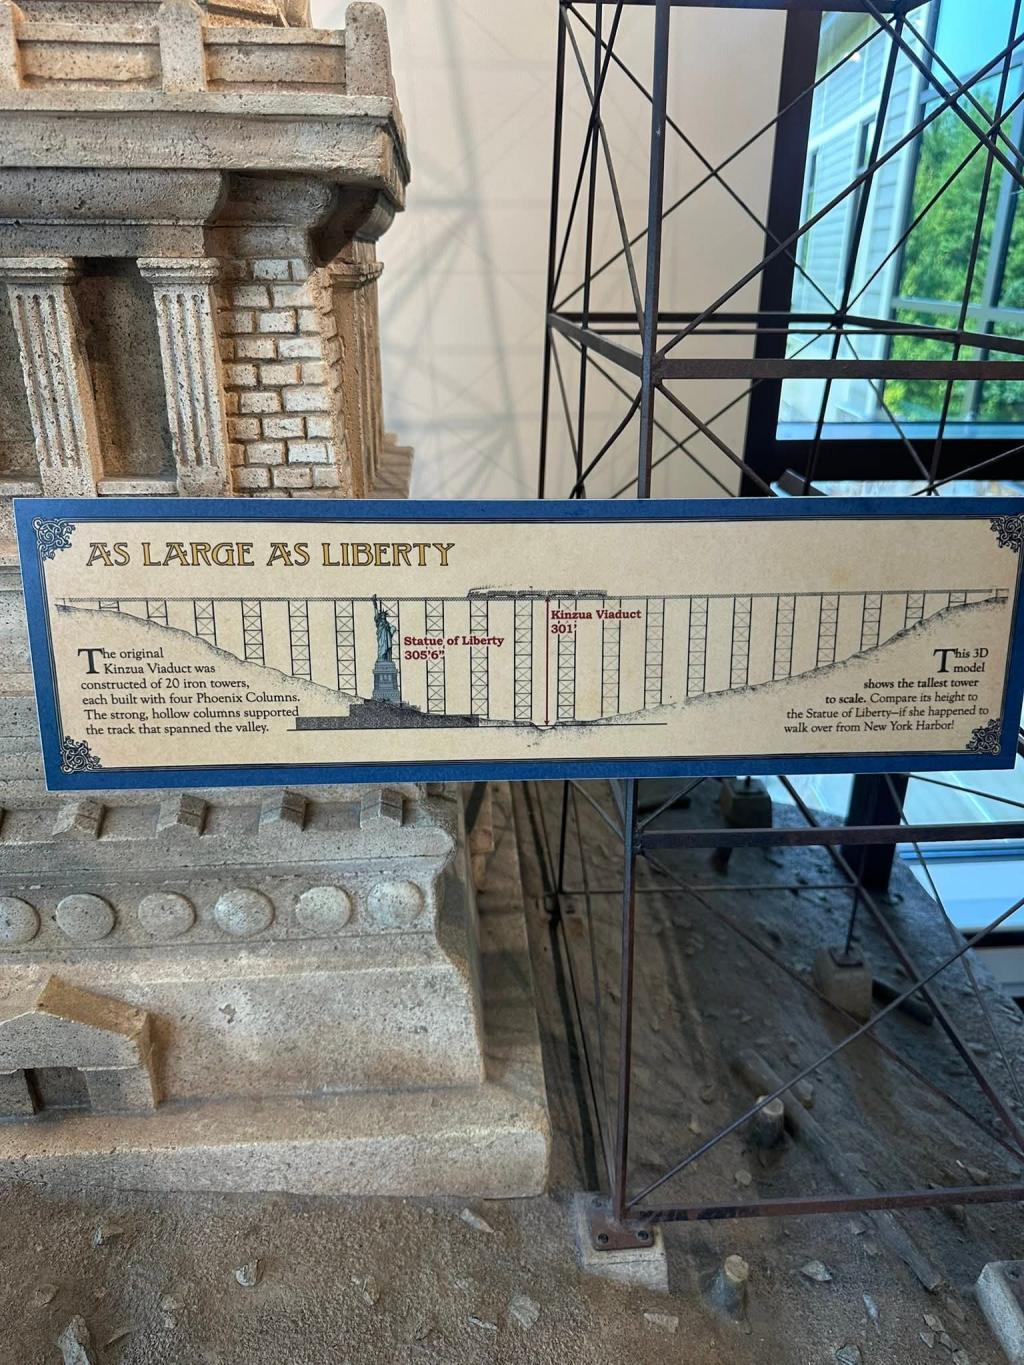 AS LARGE AS LIBERTY
Kinzua Viaduct
301'
Statue of Liberty
305'6"
The original
Kinzua Viaduct was
constructed of 20 iron towers,
each built with four Phoenix Columns.
The strong, hollow columns supported
the track that spanned the valley.
This 3D
model
shows the tallest tower
to scale. Compare its height to
the Statue of Liberty—if she happened to
walk over from New York Harbor!